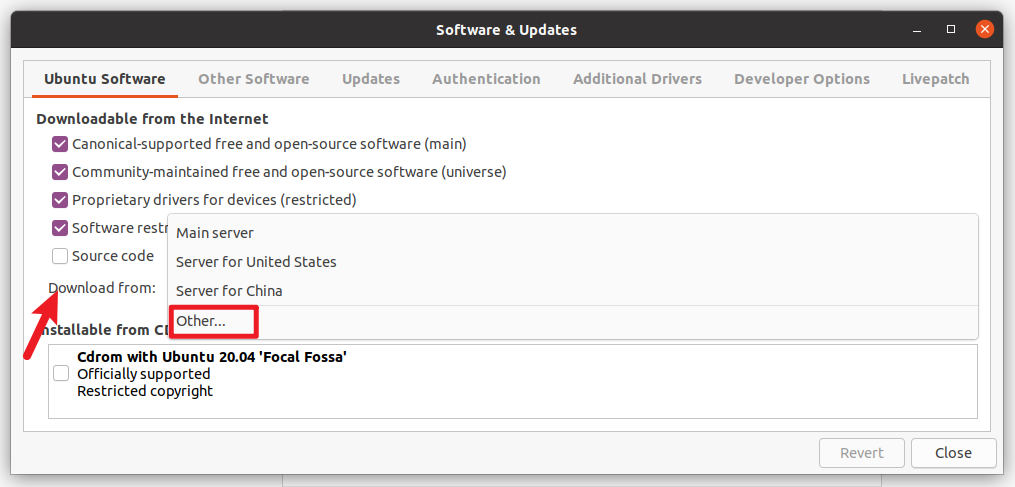 Software & Updates
Ubuntu Software Other Software Updates Authentication Additional Drivers Developer Options Livepatch
Downloadable from the Internet
Canonical-supported free and open-source software (main)
Community-maintained free and open-source software (universe)
Proprietary drivers for devices (restricted)
Software restr
Main server
Source code
Server for United States
Download from:
Server for China
Other...
nstallable from CD
Cdrom with Ubuntu 20.04 'Focal Fossa'
Officially supported
Restricted copyright
Revert Close